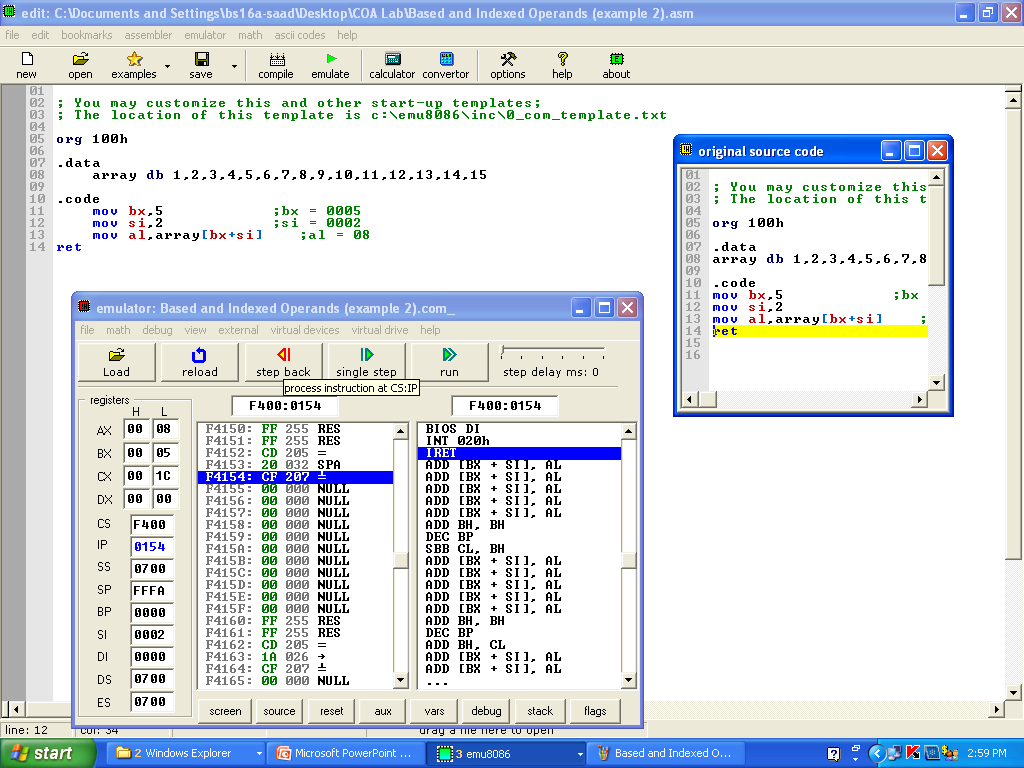 edit: C:\Documents and Settings\bs16a-saad\Desktop\COA Lab\Based and Indexed Operands (example 2).asm
file edit bookmarks assembler emulator math ascii codes help
new open examples save compile emulate calculator convertor options help about
01
02 ; You may customize this and other start-up templates;
03 ; The location of this template is c:\emu8086\inc\0_com_template.txt
04
05 org 100h
06
07 .data
08 array db 1,2,3,4,5,6,7,8,9,10,11,12,13,14,15
09
10 .code
11 mov bx,5 ;bx = 0005
12 mov si,2 ;si = 0002
13 mov al,array[bx+si] ;al = 08
14 ret
original source code
01
02 ; You may customize this
03 ; The location of this t
04
05 org 100h
06
07 .data
08 array db 1,2,3,4,5,6,7,8
09
10 .code
11 mov bx,5 ;bx
12 mov si,2
13 mov al,array[bx+si] ;
14 ret
15
16
emulator: Based and Indexed Operands (example 2).com_
file math debug view external virtual devices virtual drive help
Load reload step back single step run step delay ms: 0
process instruction at CS:IP
registers
H L
AX 00 08
BX 00 05
CX 00 1C
DX 00 00
CS F400
IP 0154
SS 0700
SP FFFA
BP 0000
SI 0002
DI 0000
DS 0700
ES 0700
F400:0154 F400:0154
F4150: FF 255 RES
F4151: FF 255 RES
F4152: CD 205 =
F4153: 20 032 SPA
F4154: CF 207 ╧
F4155: 00 000 NULL
F4156: 00 000 NULL
F4157: 00 000 NULL
F4158: 00 000 NULL
F4159: 00 000 NULL
F415A: 00 000 NULL
F415B: 00 000 NULL
F415C: 00 000 NULL
F415D: 00 000 NULL
F415E: 00 000 NULL
F415F: 00 000 NULL
F4160: FF 255 RES
F4161: FF 255 RES
F4162: CD 205 =
F4163: 1A 026 →
F4164: CF 207 ╧
F4165: 00 000 NULL
BIOS DI
INT 020h
IRET
ADD [BX + SI], AL
ADD [BX + SI], AL
ADD [BX + SI], AL
ADD [BX + SI], AL
ADD [BX + SI], AL
ADD BH, BH
DEC BP
SBB CL, BH
ADD [BX + SI], AL
ADD [BX + SI], AL
ADD [BX + SI], AL
ADD [BX + SI], AL
ADD [BX + SI], AL
ADD BH, BH
DEC BP
ADD BH, CL
ADD [BX + SI], AL
ADD [BX + SI], AL
...
screen source reset aux vars debug stack flags
line: 12 col: 34 drag a file here to open
start 2 Windows Explorer Microsoft PowerPoint ... 3 emu8086 Based and Indexed O... 2:59 PM